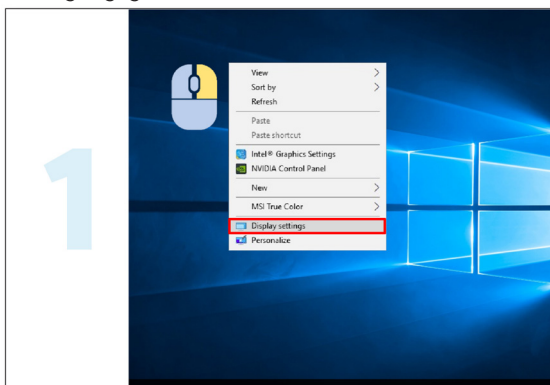 1
View
Sort by
Refresh
Paste
Paste shortcut
Intel® Graphics Settings
NVIDIA Control Panel
New
MSI True Color
Display settings
Personalize